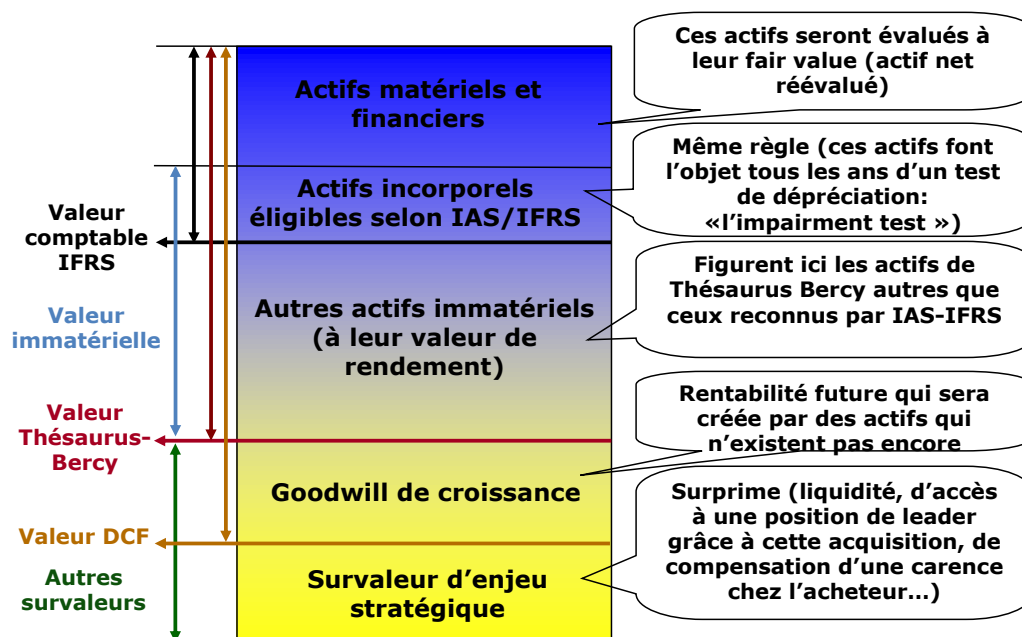 Valeur
comptable
IFRS
Valeur
immatérielle
Valeur
Thésaurus-
Bercy
Valeur DCF
Autres
survaleurs
Actifs matériels et
financiers
Actifs incorporels
éligibles selon IAS/IFRS
Autres actifs immatériels
(à leur valeur de
rendement)
Goodwill de croissance
Survaleur d’enjeu
stratégique
Ces actifs seront évalués à
leur fair value (actif net
réévalué)
Même règle (ces actifs font
l’objet tous les ans d’un test
de dépréciation:
«l’impairment test »)
Figurent ici les actifs de
Thésaurus Bercy autres que
ceux reconnus par IAS-IFRS
Rentabilité future qui sera
créée par des actifs qui
n’existent pas encore
Surprime (liquidité, d’accès
à une position de leader
grâce à cette acquisition, de
compensation d’une carence
chez l’acheteur…)